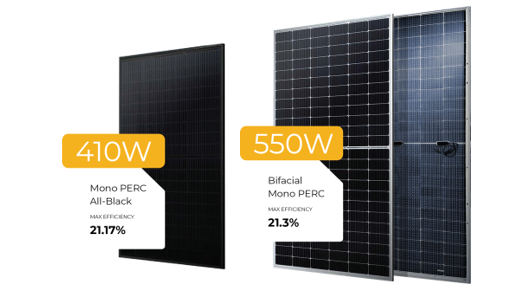 410W
Mono PERC
All-Black
MAX EFFICIENCY
21.17%
550W
Bifacial
Mono PERC
MAX EFFICIENCY
21.3%